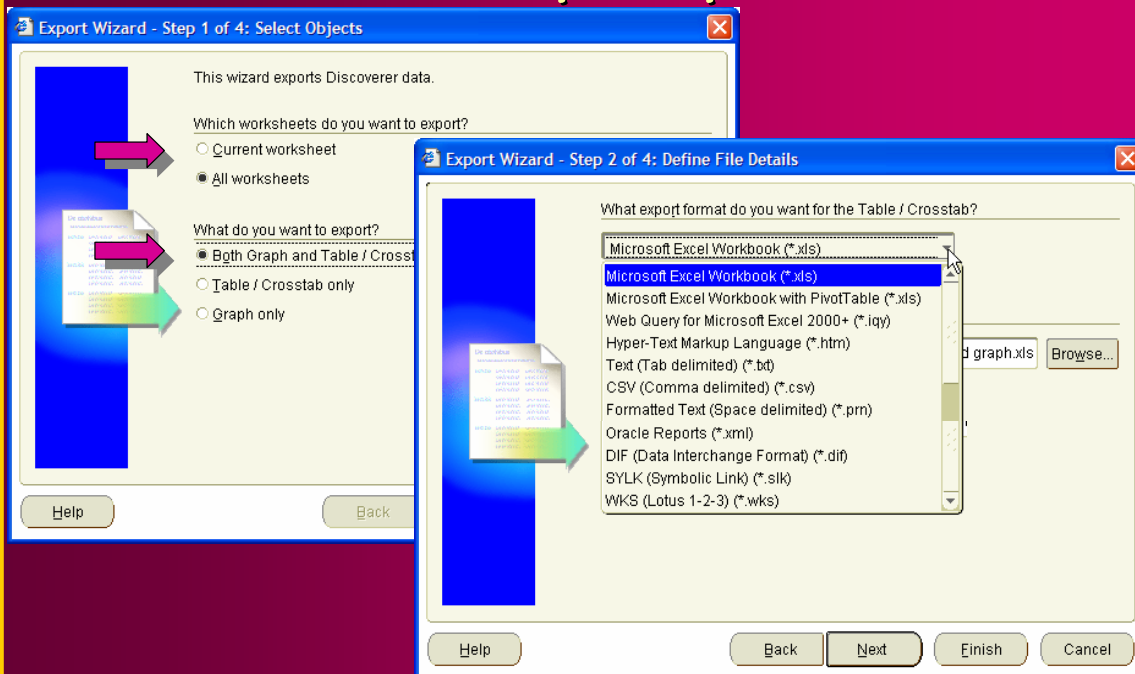 Export Wizard - Step 1 of 4: Select Objects
This wizard exports Discoverer data.
Which worksheets do you want to export?
Current worksheet
All worksheets
What do you want to export?
Both Graph and Table / Crosst
Table / Crosstab only
Graph only
Help
Back
Export Wizard - Step 2 of 4: Define File Details
What export format do you want for the Table / Crosstab?
Microsoft Excel Workbook (*.xls)
Microsoft Excel Workbook (*.xls)
Microsoft Excel Workbook with PivotTable (*.xls)
Web Query for Microsoft Excel 2000+ (*.iqy)
Hyper-Text Markup Language (*.htm)
Text (Tab delimited) (*.txt)
CSV (Comma delimited) (*.csv)
Formatted Text (Space delimited) (*.prn)
Oracle Reports (*.xml)
DIF (Data Interchange Format) (*.dif)
SYLK (Symbolic Link) (*.slk)
WKS (Lotus 1-2-3) (*.wks)
d graph.xls
Browse...
Help
Back
Next
Finish
Cancel